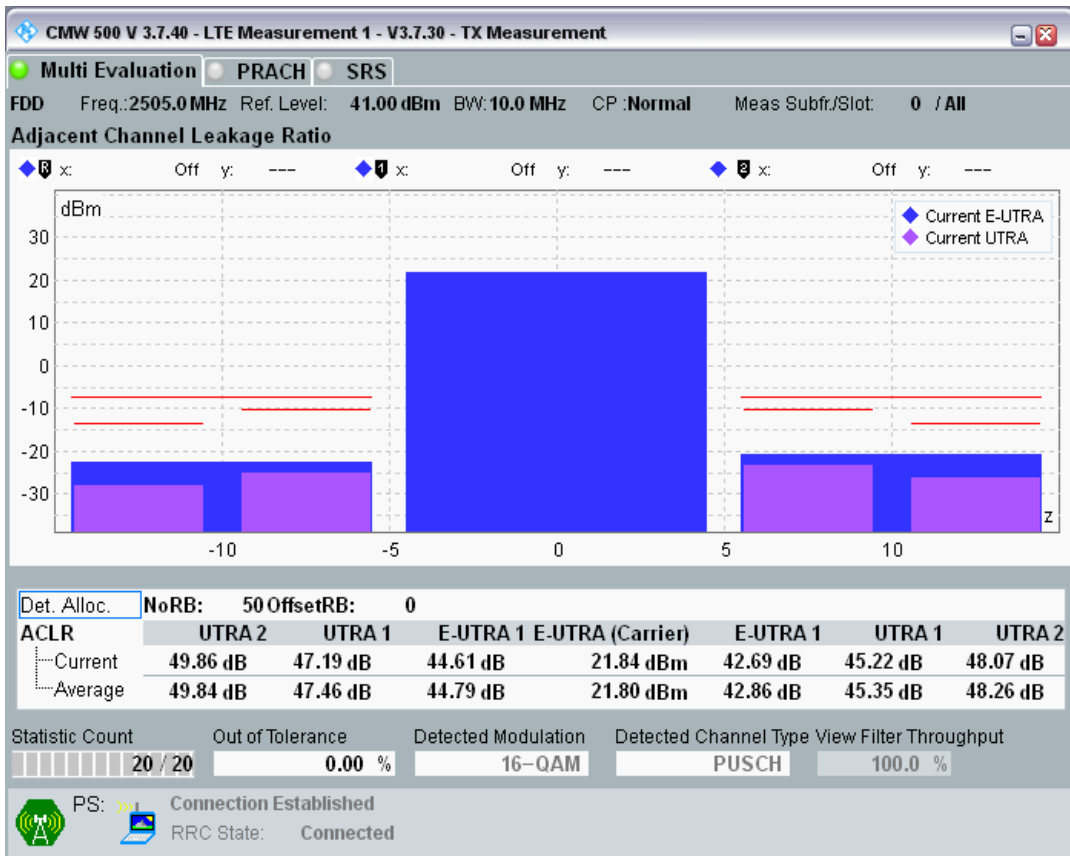 CMW 500 V 3.7.40 - LTE Measurement 1 - V3.7.30 - TX Measurement
Multi Evaluation PRACH SRS
FDD Freq.:2505.0 MHz Ref. Level: 41.00 dBm BW:10.0 MHz CP :Normal Meas Subfr./Slot: 0 / All
Adjacent Channel Leakage Ratio
R x: Off y: --- 1 x: Off y: --- 2 x: Off y: ---
dBm
Current E-UTRA
Current UTRA
30
20
10
0
-10
-20
-30
z
-10 -5 0 5 10
Det. Alloc. NoRB: 50 OffsetRB: 0
ACLR UTRA 2 UTRA 1 E-UTRA 1 E-UTRA (Carrier) E-UTRA 1 UTRA 1 UTRA 2
Current 49.86 dB 47.19 dB 44.61 dB 21.84 dBm 42.69 dB 45.22 dB 48.07 dB
Average 49.84 dB 47.46 dB 44.79 dB 21.80 dBm 42.86 dB 45.35 dB 48.26 dB
Statistic Count Out of Tolerance Detected Modulation Detected Channel Type View Filter Throughput
20 / 20 0.00 % 16-QAM PUSCH 100.0 %
PS: Connection Established
RRC State: Connected